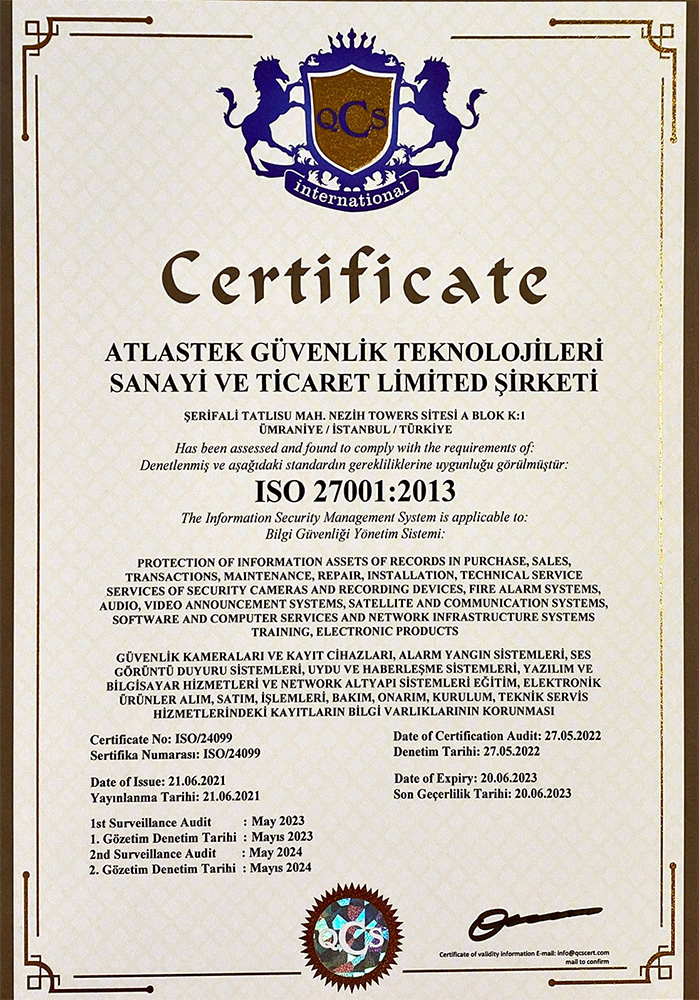 QCS
international
Certificate
ATLASTEK GÜVENLİK TEKNOLOJİLERİ
SANAYİ VE TİCARET LİMİTED ŞİRKETİ
ŞERİFALİ TATLISU MAH. NEZİH TOWERS SİTESİ A BLOK K:1
ÜMRANİYE / İSTANBUL / TÜRKİYE
Has been assessed and found to comply with the requirements of:
Denetlenmiş ve aşağıdaki standardın gerekliliklerine uygunluğu görülmüştür:
ISO 27001:2013
The Information Security Management System is applicable to:
Bilgi Güvenliği Yönetim Sistemi:
PROTECTION OF INFORMATION ASSETS OF RECORDS IN PURCHASE, SALES,
TRANSACTIONS, MAINTENANCE, REPAIR, INSTALLATION, TECHNICAL SERVICE
SERVICES OF SECURITY CAMERAS AND RECORDING DEVICES, FIRE ALARM SYSTEMS,
AUDIO, VIDEO ANNOUNCEMENT SYSTEMS, SATELLITE AND COMMUNICATION SYSTEMS,
SOFTWARE AND COMPUTER SERVICES AND NETWORK INFRASTRUCTURE SYSTEMS
TRAINING, ELECTRONIC PRODUCTS
GÜVENLİK KAMERALARI VE KAYIT CİHAZLARI, ALARM YANGIN SİSTEMLERİ, SES
GÖRÜNTÜ DUYURU SİSTEMLERİ, UYDU VE HABERLEŞME SİSTEMLERİ, YAZILIM VE
BİLGİSAYAR HİZMETLERİ VE NETWORK ALTYAPI SİSTEMLERİ EĞİTİM, ELEKTRONİK
ÜRÜNLER ALIM, SATIM, İŞLEMLERİ, BAKIM, ONARIM, KURULUM, TEKNİK SERVİS
HİZMETLERİNDEKİ KAYITLARIN BİLGİ VARLIKLARININ KORUNMASI
Certificate No: ISO/24099
Sertifika Numarası: ISO/24099
Date of Certification Audit: 27.05.2022
Denetim Tarihi: 27.05.2022
Date of Issue: 21.06.2021
Yayınlanma Tarihi: 21.06.2021
Date of Expiry: 20.06.2023
Son Geçerlilik Tarihi: 20.06.2023
1st Surveillance Audit : May 2023
1. Gözetim Denetim Tarihi : Mayıs 2023
2nd Surveillance Audit : May 2024
2. Gözetim Denetim Tarihi : Mayıs 2024
QCS
Certificate of validity information E-mail: info@qcscert.com
mail to confirm